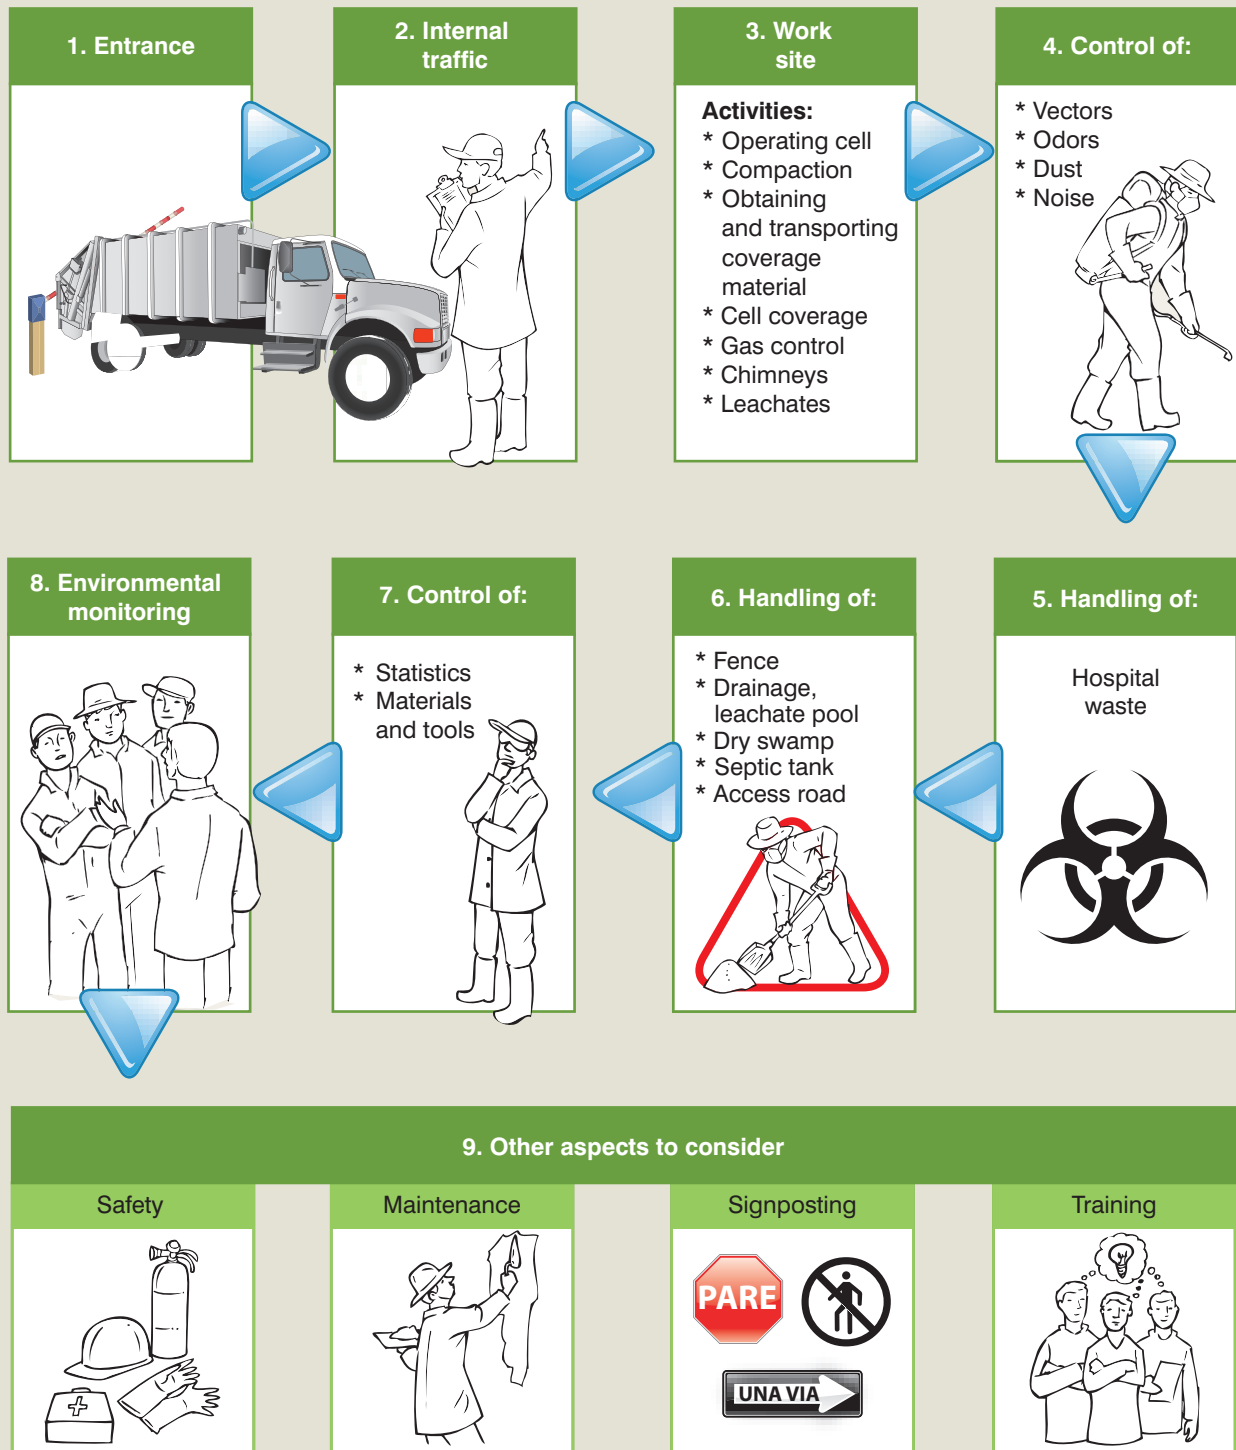 1. Entrance
2. Internal
traffic
3. Work
site
Activities:
* Operating cell
* Compaction
* Obtaining
and transporting
coverage
material
* Cell coverage
* Gas control
* Chimneys
* Leachates
4. Control of:
* Vectors
* Odors
* Dust
* Noise
5. Handling of:
Hospital
waste
6. Handling of:
* Fence
* Drainage,
leachate pool
* Dry swamp
* Septic tank
* Access road
7. Control of:
* Statistics
* Materials
and tools
8. Environmental
monitoring
9. Other aspects to consider
Safety
Maintenance
Signposting
PARE
UNA VIA
Training